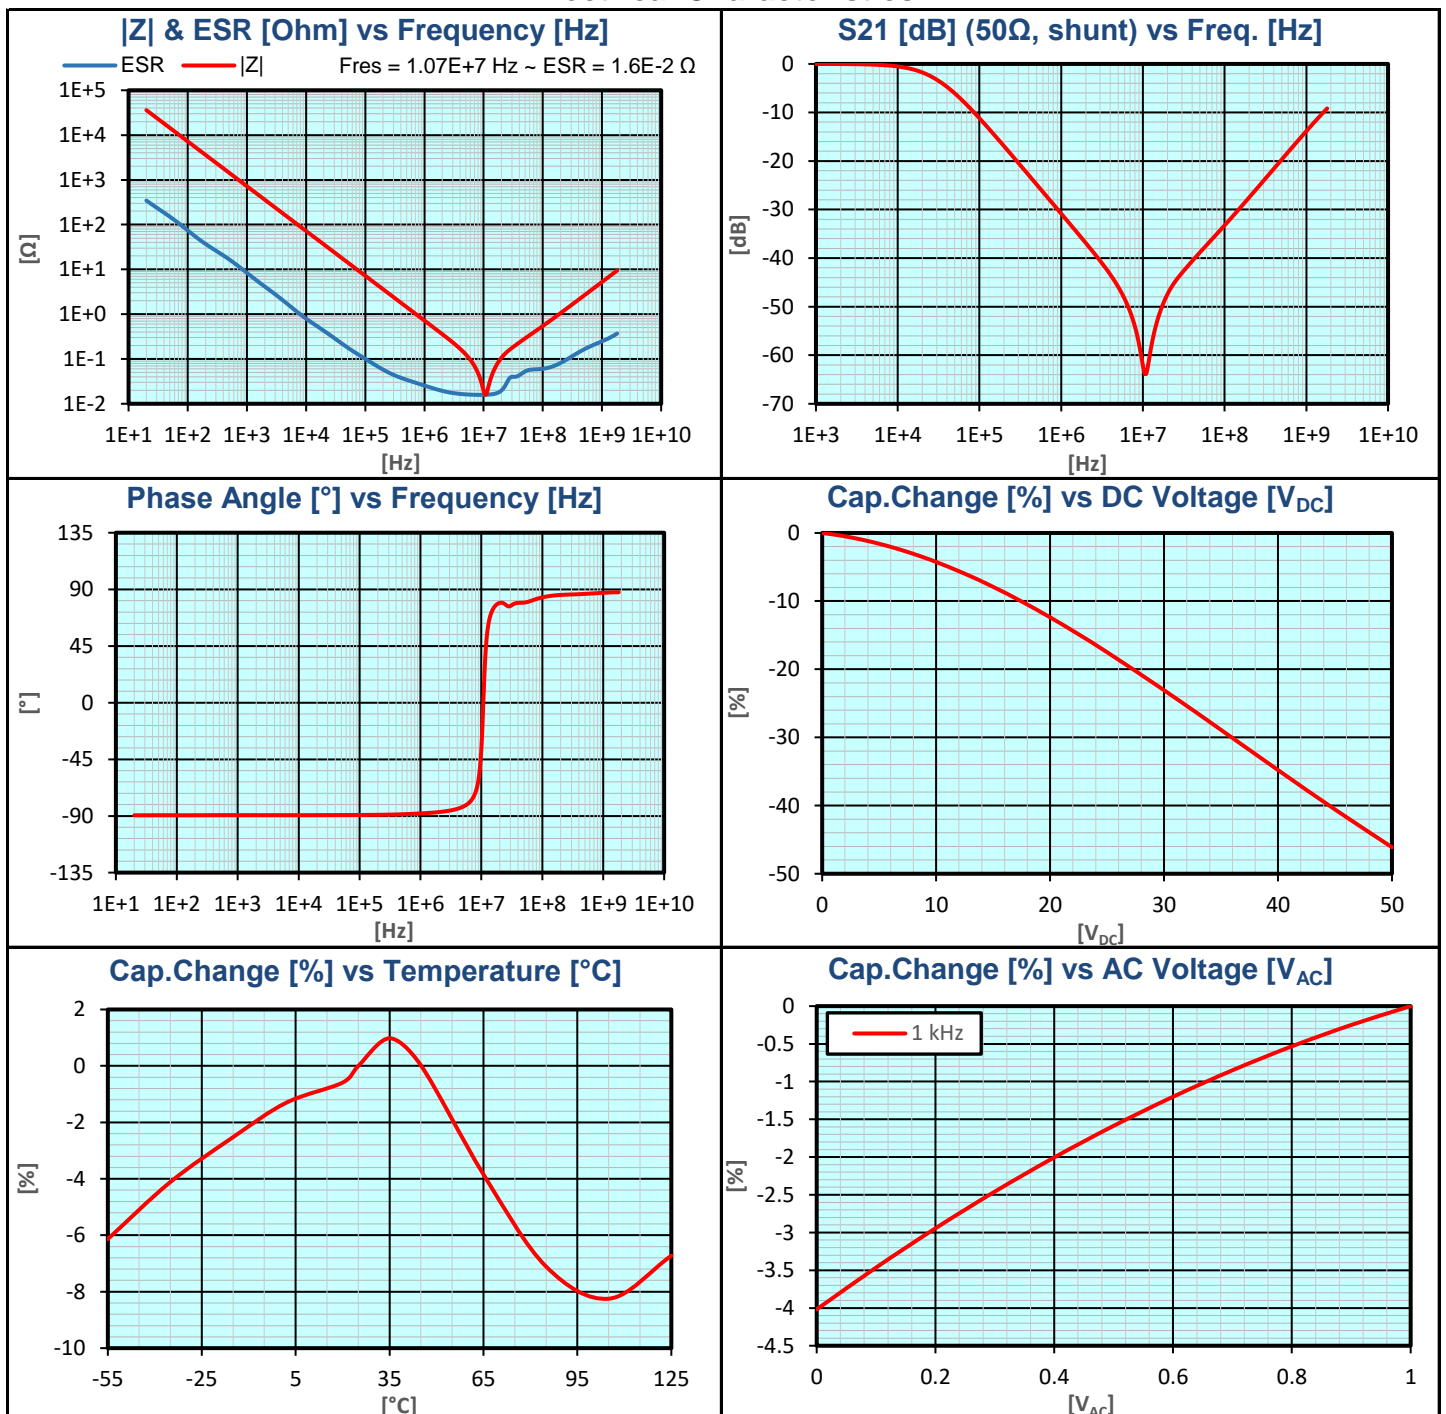 |Z| & ESR [Ohm] vs Frequency [Hz]
ESR |Z| Fres = 1.07E+7 Hz ~ ESR = 1.6E-2 Ω
1E+5
1E+4
1E+3
1E+2
1E+1
1E+0
1E-1
1E-2
[Ω]
1E+1 1E+2 1E+3 1E+4 1E+5 1E+6 1E+7 1E+8 1E+9 1E+10
[Hz]
S21 [dB] (50Ω, shunt) vs Freq. [Hz]
0
-10
-20
-30
-40
-50
-60
-70
[dB]
1E+3 1E+4 1E+5 1E+6 1E+7 1E+8 1E+9 1E+10
[Hz]
Phase Angle [°] vs Frequency [Hz]
135
90
45
0
-45
-90
-135
[°]
1E+1 1E+2 1E+3 1E+4 1E+5 1E+6 1E+7 1E+8 1E+9 1E+10
[Hz]
Cap.Change [%] vs DC Voltage [VDC]
0
-10
-20
-30
-40
-50
[%]
0 10 20 30 40 50
[VDC]
Cap.Change [%] vs Temperature [°C]
2
0
-2
-4
-6
-8
-10
[%]
-55 -25 5 35 65 95 125
[°C]
Cap.Change [%] vs AC Voltage [VAC]
1 kHz
0
-0.5
-1
-1.5
-2
-2.5
-3
-3.5
-4
-4.5
[%]
0 0.2 0.4 0.6 0.8 1
[VAC]